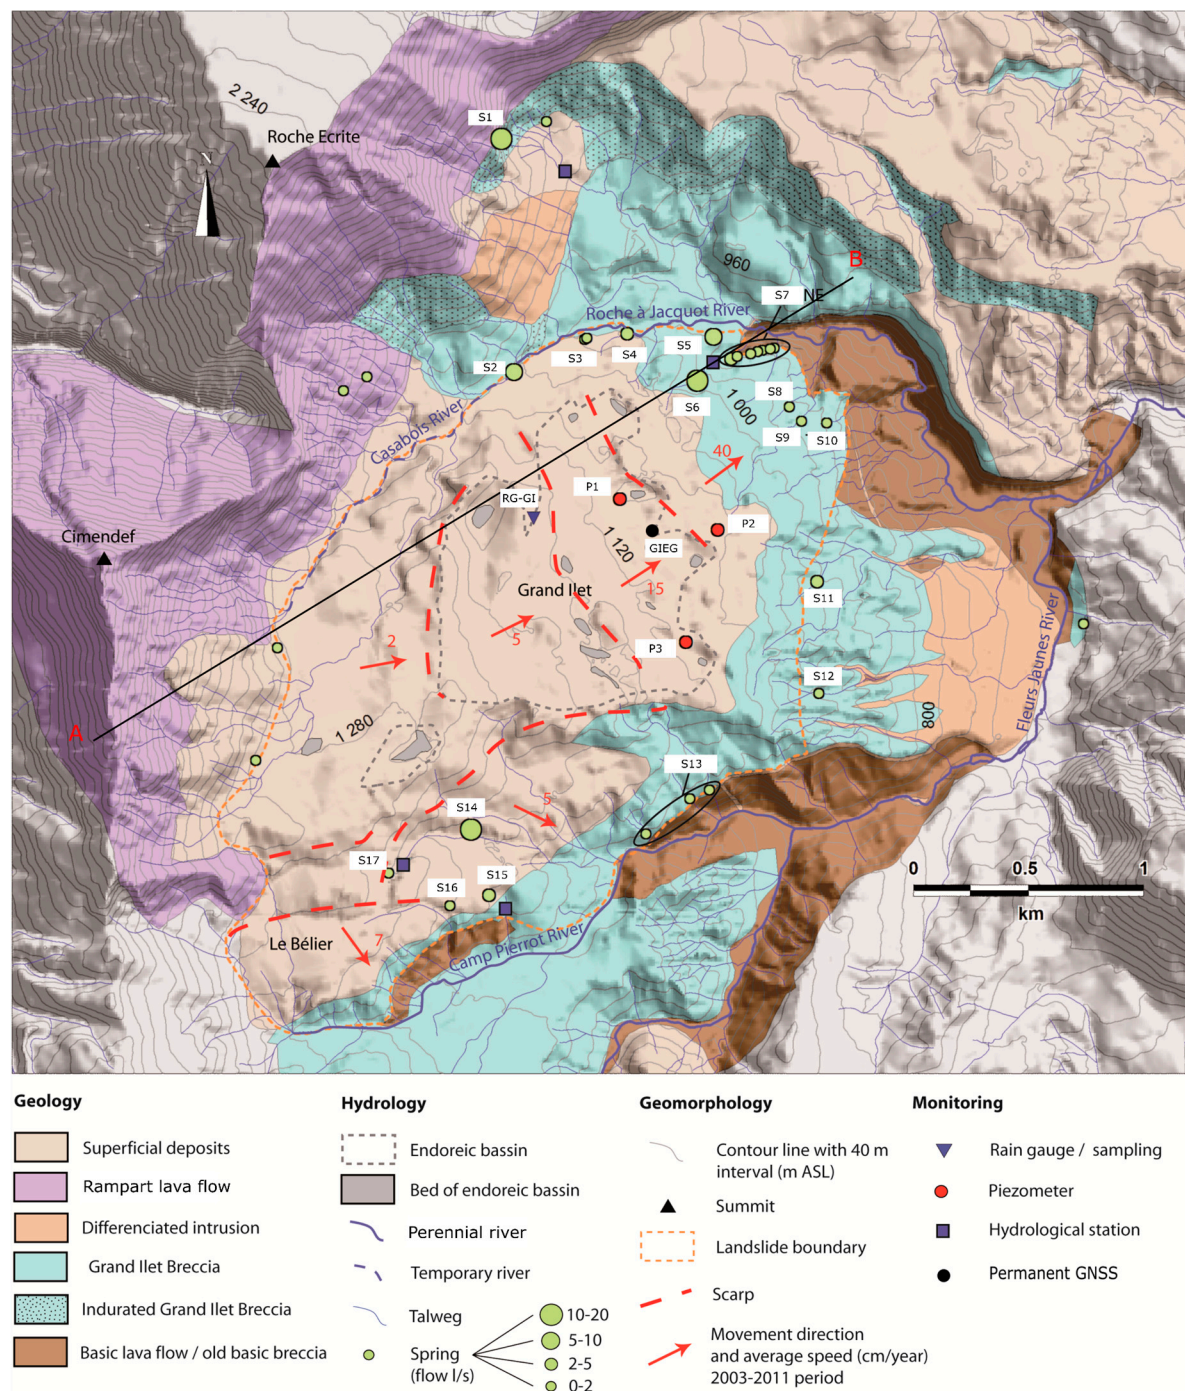 2 240
S1
Roche Ecrite
N
960
B
S7
NE
Roche à Jacquot River
S5
S3
S4
S2
S6
1 000
S8
S9
S10
Casabois River
40
RG-GI
P1
P2
GIEG
1 120
Cimendef
Grand Ilet
15
S11
5
2
P3
Fleurs Jaunes River
S12
800
A
1 280
S13
S14
5
S17
S16
S15
0
0.5
1
km
Le Bélier
7
Camp Pierrot River
Geology
Superficial deposits
Rampart lava flow
Differenciated intrusion
Grand Ilet Breccia
Indurated Grand Ilet Breccia
Basic lava flow / old basic breccia
Hydrology
Endoreic bassin
Bed of endoreic bassin
Perennial river
Temporary river
Talweg
Spring
(flow l/s)
10-20
5-10
2-5
0-2
Geomorphology
Contour line with 40 m
interval (m ASL)
Summit
Landslide boundary
Scarp
Movement direction
and average speed (cm/year)
2003-2011 period
Monitoring
Rain gauge / sampling
Piezometer
Hydrological station
Permanent GNSS